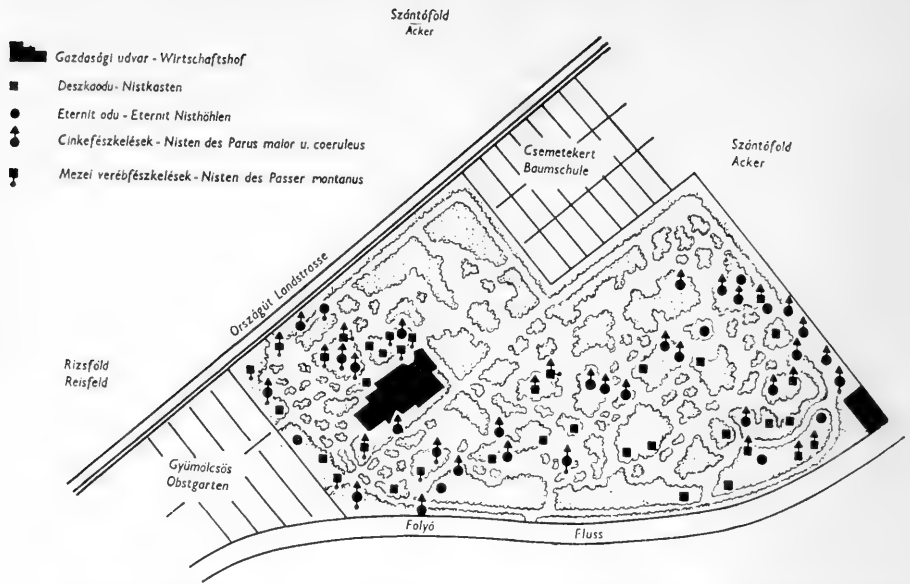 Szántóföld
Acker
Gazdasági udvar - Wirtschaftshof
Deszkaodu - Nistkasten
Eternit odu - Eternit Nisthöhlen
Cinkefészkelések - Nisten des Parus maior u. coeruleus
Mezei verébfészkelések - Nisten des Passer montanus
Csemetekert
Baumschule
Szántóföld
Acker
Országút Landstrosse
Rizsföld
Reisfeld
Gyümölcsös
Obstgarten
Folyó
Fluss